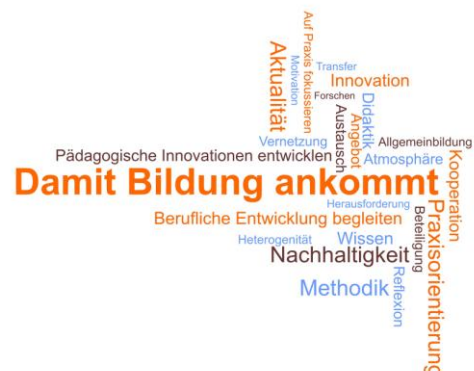 Auf Praxis fokussieren
Aktualität
Motivation
Transfer
Innovation
Forschen
Didaktik
Austausch
Angebot
Vernetzung
Allgemeinbildung
Pädagogische Innovationen entwicklen
Atmosphäre
Kooperation
Damit Bildung ankommt
Herausforderung
Praxisorientierung
Beteiligung
Berufliche Entwicklung begleiten
Heterogenität
Wissen
Nachhaltigkeit
Reflexion
Methodik